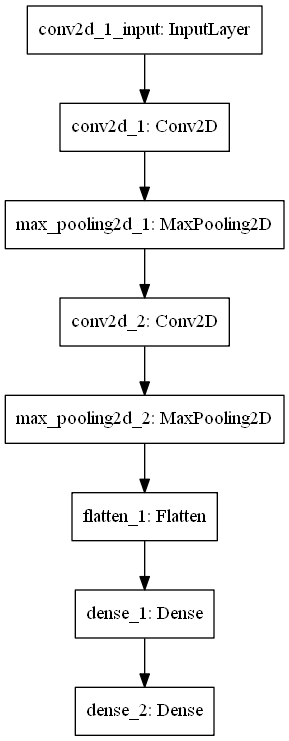 conv2d_1_input: InputLayer
conv2d_1: Conv2D
max_pooling2d_1: MaxPooling2D
conv2d_2: Conv2D
max_pooling2d_2: MaxPooling2D
flatten_1: Flatten
dense_1: Dense
dense_2: Dense